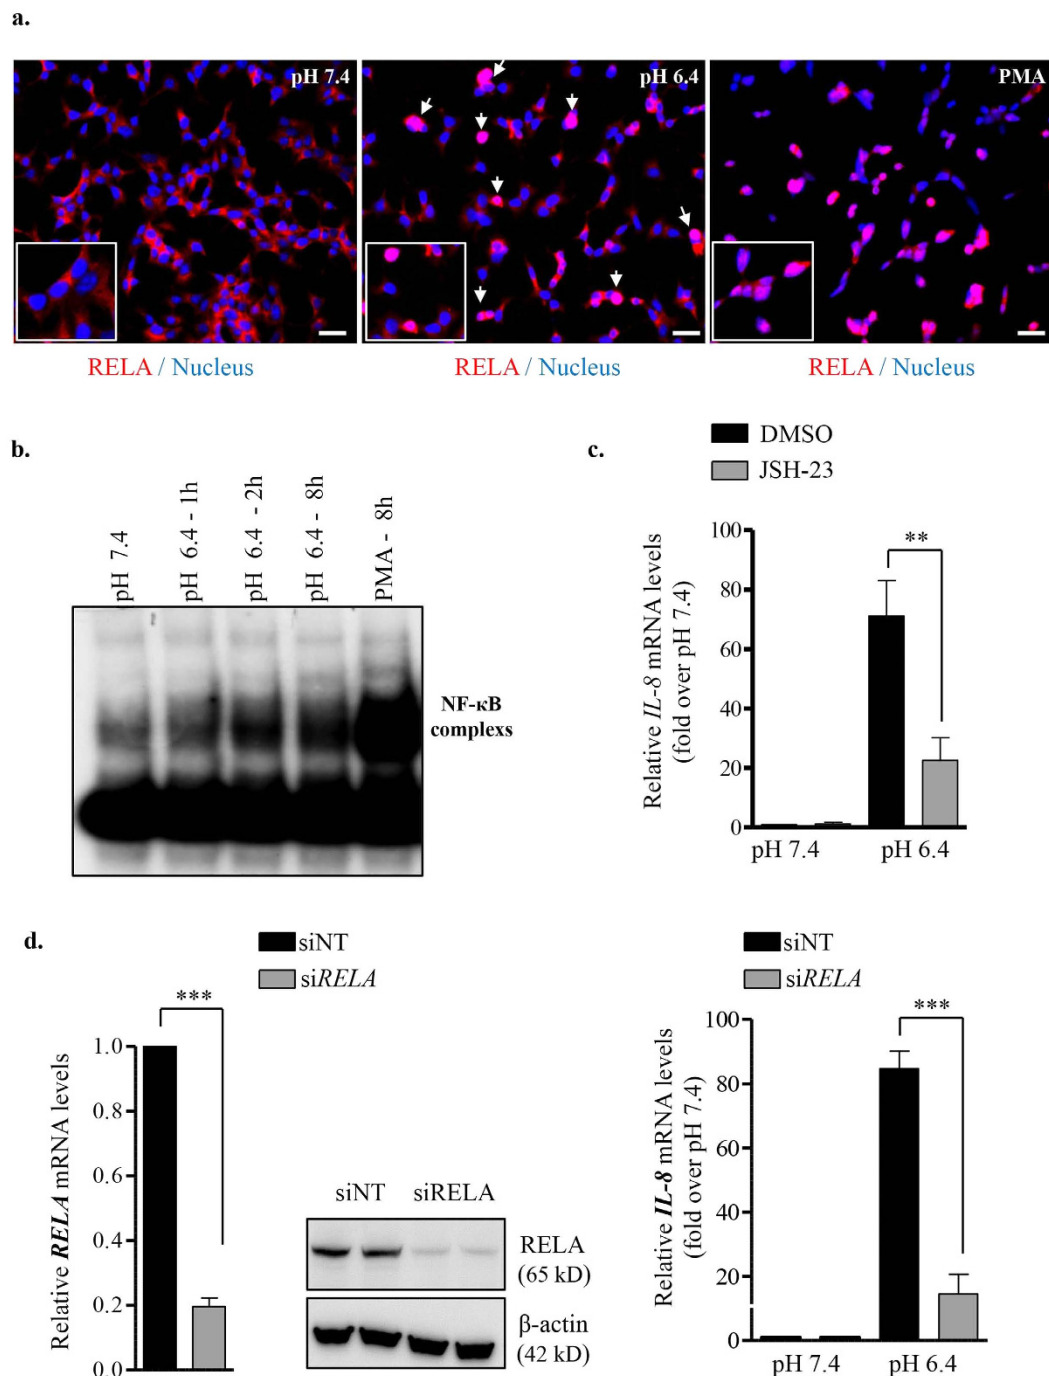 a.
pH 7.4
pH 6.4
PMA
RELA / Nucleus
RELA / Nucleus
RELA / Nucleus
b.
pH 7.4
pH 6.4 - 1h
pH 6.4 - 2h
pH 6.4 - 8h
PMA - 8h
NF-κB
complexs
c.
DMSO
JSH-23
Relative IL-8 mRNA levels
(fold over pH 7.4)
100
80
60
40
20
0
**
pH 7.4
pH 6.4
d.
siNT
siRELA
Relative RELA mRNA levels
1.0
0.8
0.6
0.4
0.2
0.0
***
siNT
siRELA
RELA
(65 kD)
β-actin
(42 kD)
siNT
siRELA
Relative IL-8 mRNA levels
(fold over pH 7.4)
100
80
60
40
20
0
***
pH 7.4
pH 6.4